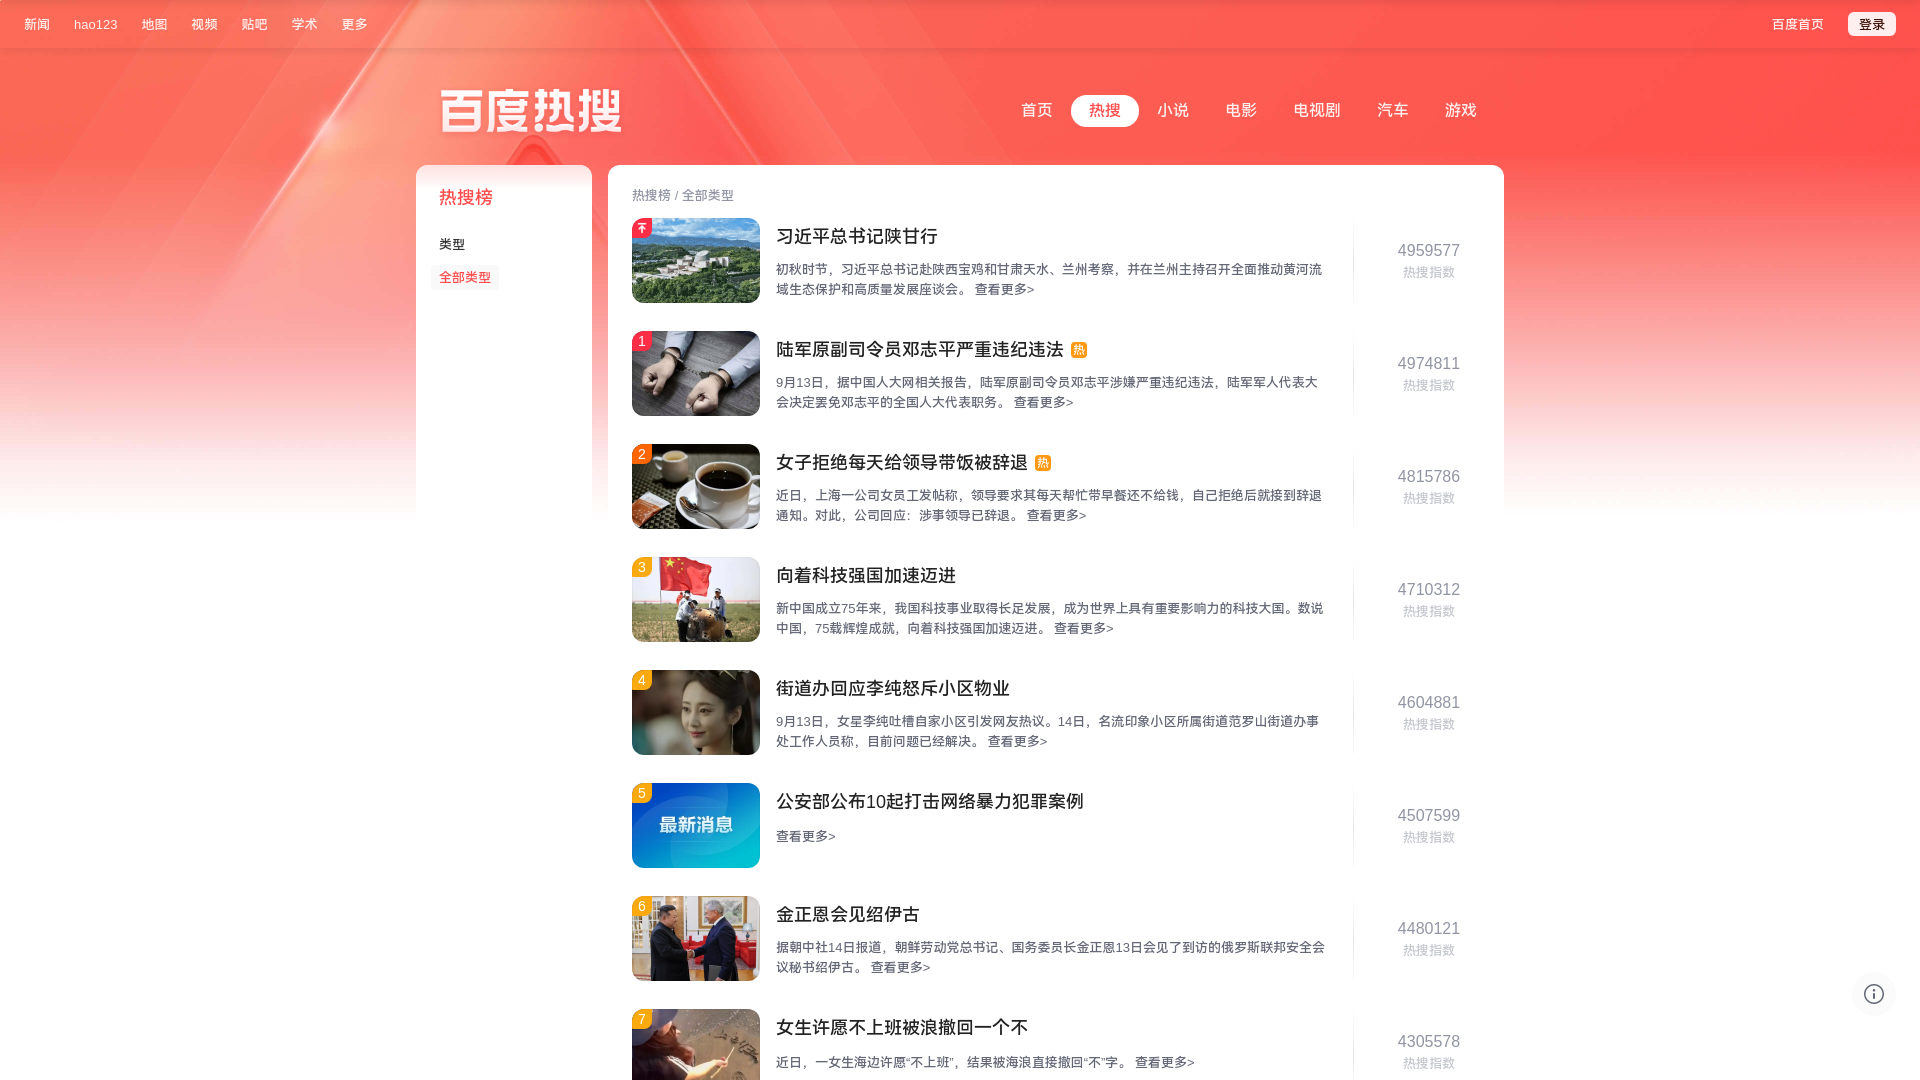 新闻 hao123 地图 视频 贴吧 学术 更多 百度首页 登录
百度热搜
首页 热搜 小说 电影 电视剧 汽车 游戏
热搜榜
类型
全部类型
热搜榜 / 全部类型
习近平总书记陕甘行
初秋时节，习近平总书记赴陕西宝鸡和甘肃天水、兰州考察，并在兰州主持召开全面推动黄河流
域生态保护和高质量发展座谈会。 查看更多>
4959577
热搜指数
1
陆军原副司令员邓志平严重违纪违法 热
9月13日，据中国人大网相关报告，陆军原副司令员邓志平涉嫌严重违纪违法，陆军军人代表大
会决定罢免邓志平的全国人大代表职务。 查看更多>
4974811
热搜指数
2
女子拒绝每天给领导带饭被辞退 热
近日，上海一公司女员工发帖称，领导要求其每天帮忙带早餐还不给钱，自己拒绝后就接到辞退
通知。对此，公司回应：涉事领导已辞退。 查看更多>
4815786
热搜指数
3
向着科技强国加速迈进
新中国成立75年来，我国科技事业取得长足发展，成为世界上具有重要影响力的科技大国。数说
中国，75载辉煌成就，向着科技强国加速迈进。 查看更多>
4710312
热搜指数
4
街道办回应李纯怒斥小区物业
9月13日，女星李纯吐槽自家小区引发网友热议。14日，名流印象小区所属街道范罗山街道办事
处工作人员称，目前问题已经解决。 查看更多>
4604881
热搜指数
5
最新消息
公安部公布10起打击网络暴力犯罪案例
查看更多>
4507599
热搜指数
6
金正恩会见绍伊古
据朝中社14日报道，朝鲜劳动党总书记、国务委员长金正恩13日会见了到访的俄罗斯联邦安全会
议秘书绍伊古。 查看更多>
4480121
热搜指数
7
女生许愿不上班被浪撤回一个不
近日，一女生海边许愿“不上班”，结果被海浪直接撤回“不”字。 查看更多>
4305578
热搜指数